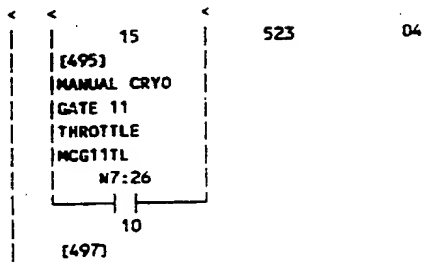 15 523 04
[495]
MANUAL CRYO
GATE 11
THROTTLE
MCG11TL
N7:26
10
[497]